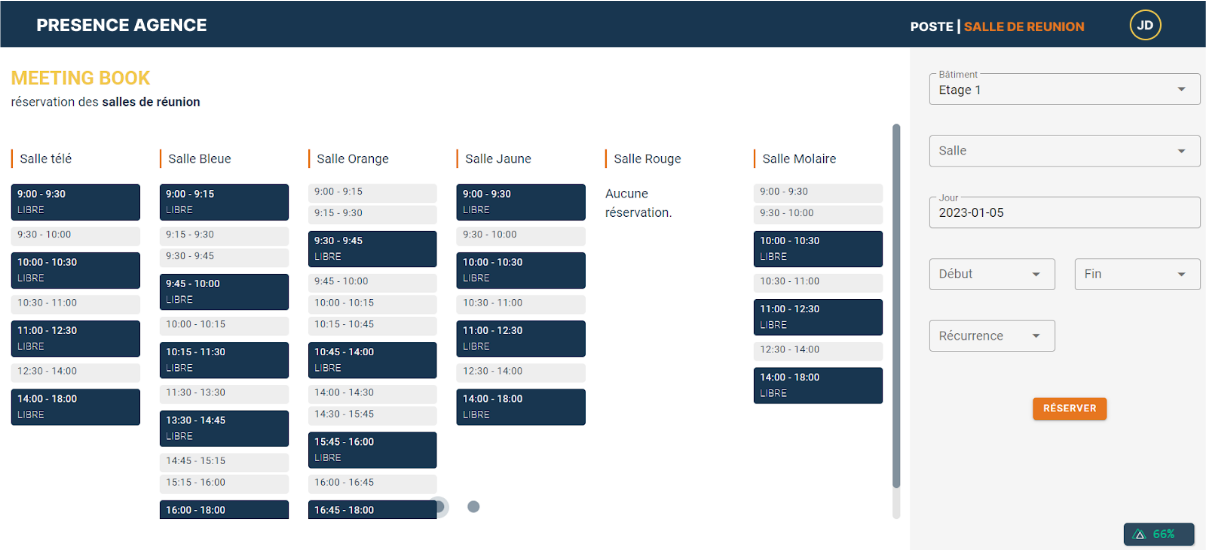 PRESENCE AGENCE
POSTE | SALLE DE REUNION
JD
MEETING BOOK
réservation des salles de réunion
Salle télé
9:00 - 9:30
LIBRE
9:30 - 10:00
10:00 - 10:30
LIBRE
10:30 - 11:00
11:00 - 12:30
LIBRE
12:30 - 14:00
14:00 - 18:00
LIBRE
Salle Bleue
9:00 - 9:15
LIBRE
9:15 - 9:30
9:30 - 9:45
9:45 - 10:00
LIBRE
10:00 - 10:15
10:15 - 11:30
LIBRE
11:30 - 13:30
13:30 - 14:45
LIBRE
14:45 - 15:15
15:15 - 16:00
16:00 - 18:00
Salle Orange
9:00 - 9:15
9:15 - 9:30
9:30 - 9:45
LIBRE
9:45 - 10:00
10:00 - 10:15
10:15 - 10:45
10:45 - 14:00
LIBRE
14:00 - 14:30
14:30 - 15:45
15:45 - 16:00
LIBRE
16:00 - 16:45
16:45 - 18:00
Salle Jaune
9:00 - 9:30
LIBRE
9:30 - 10:00
10:00 - 10:30
LIBRE
10:30 - 11:00
11:00 - 12:30
LIBRE
12:30 - 14:00
14:00 - 18:00
LIBRE
Salle Rouge
Aucune
réservation.
Salle Molaire
9:00 - 9:30
9:30 - 10:00
10:00 - 10:30
LIBRE
10:30 - 11:00
11:00 - 12:30
LIBRE
12:30 - 14:00
14:00 - 18:00
LIBRE
Bâtiment
Etage 1
Salle
Jour
2023-01-05
Début
Fin
Récurrence
RÉSERVER
66%